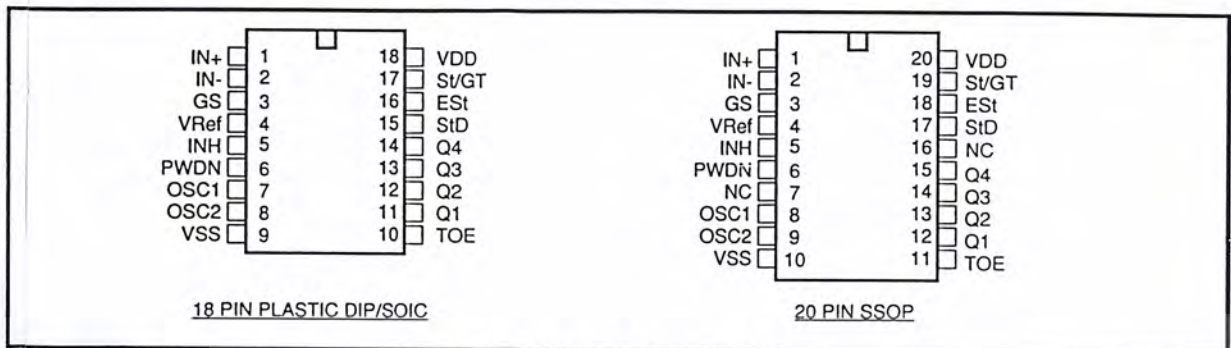 IN+ 1 18 VDD
IN- 2 17 St/GT
GS 3 16 ESt
VRef 4 15 StD
INH 5 14 Q4
PWDN 6 13 Q3
OSC1 7 12 Q2
OSC2 8 11 Q1
VSS 9 10 TOE
18 PIN PLASTIC DIP/SOIC
IN+ 1 20 VDD
IN- 2 19 St/GT
GS 3 18 ESt
VRef 4 17 StD
INH 5 16 NC
PWDN 6 15 Q4
NC 7 14 Q3
OSC1 8 13 Q2
OSC2 9 12 Q1
VSS 10 11 TOE
20 PIN SSOP